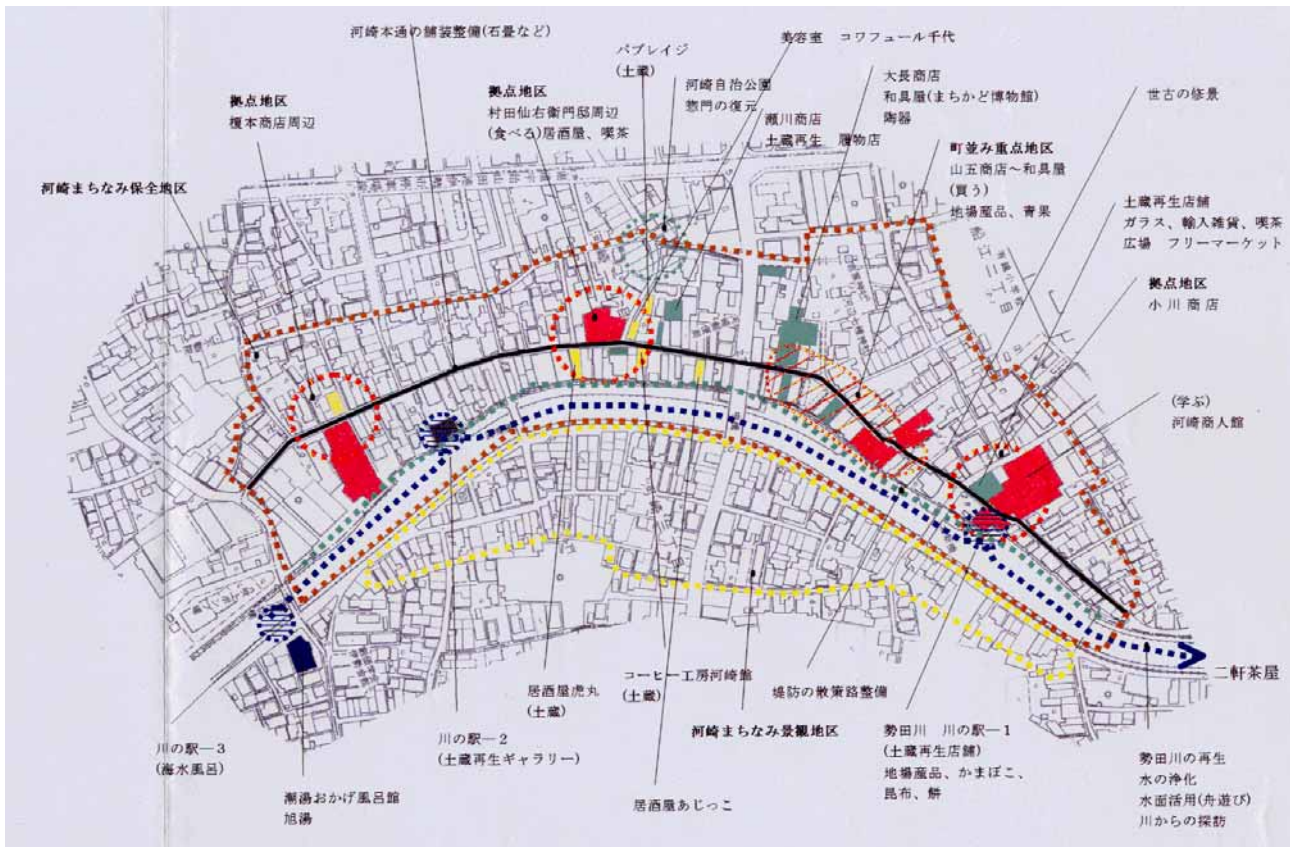 河崎本通の舗装整備(石畳など)
パブレイジ
(土蔵)
美容室　コワフュール千代
河崎自治公園
惣門の復元
大長商店
和具屋(まちかど博物館)
陶器
世古の修景
拠点地区
榎本商店周辺
拠点地区
村田仙右衛門邸周辺
(食べる)居酒屋、喫茶
瀬川商店
土蔵再生　履物店
町並み重点地区
山五商店～和具屋
(買う)
地場産品、青果
河崎まちなみ保全地区
土蔵再生店舗
ガラス、輸入雑貨、喫茶
広場　フリーマーケット
拠点地区
小川商店
船江二丁目
(学ぶ)
河崎商人館
二軒茶屋
居酒屋虎丸
(土蔵)
コーヒー工房河崎館
(土蔵)
堤防の散策路整備
川の駅―3
(海水風呂)
川の駅―2
(土蔵再生ギャラリー)
河崎まちなみ景観地区
勢田川　川の駅―1
(土蔵再生店舗)
地場産品、かまぼこ、
昆布、餅
勢田川の再生
水の浄化
水面活用(舟遊び)
川からの探訪
潮湯おかげ風呂館
旭湯
居酒屋あじっこ